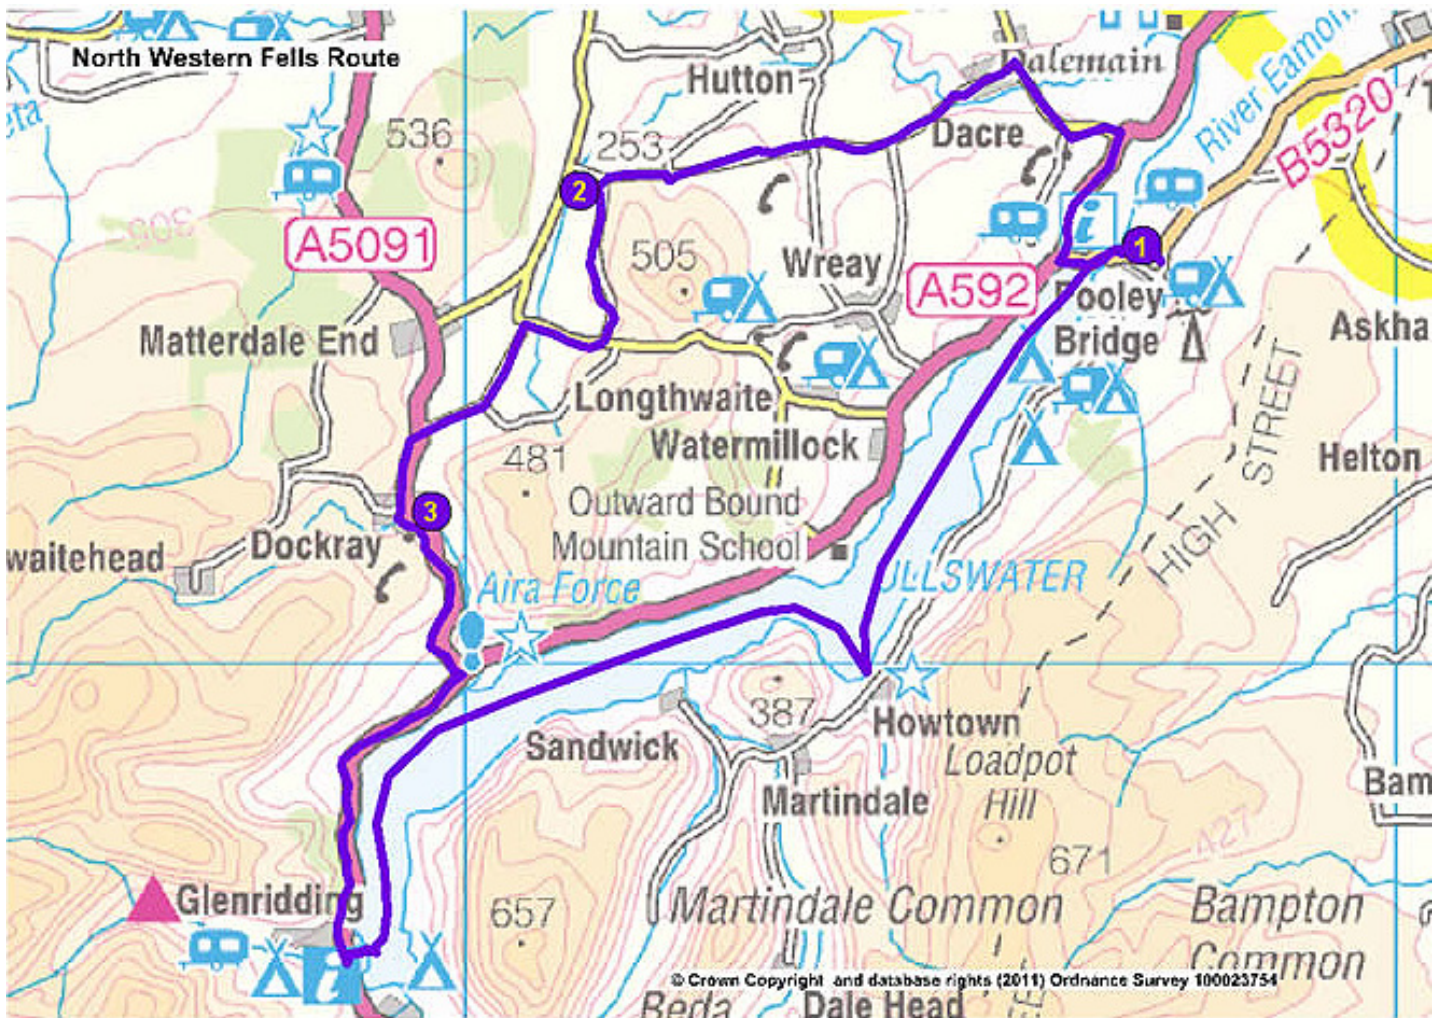 North Western Fells Route
Hutton
Dalemain
River Eamon
536
253
Dacre
B5320
2
A5091
505
Wreay
i
1
A592
Pooley
Bridge
Askha
Matterdale End
Longthwaite
Watermillock
STREET
HIGH
Helton
481
Outward Bound
Mountain School
3
Dockray
waitehead
Aira Force
ULLSWATER
387
Howtown
Sandwick
Loadpot
Hill
Martindale
Bam
427
671
Glenridding
657
Martindale Common
Bampton
Common
i
© Crown Copyright and database rights (2011) Ordnance Survey 100023754
Beda
Dale Head